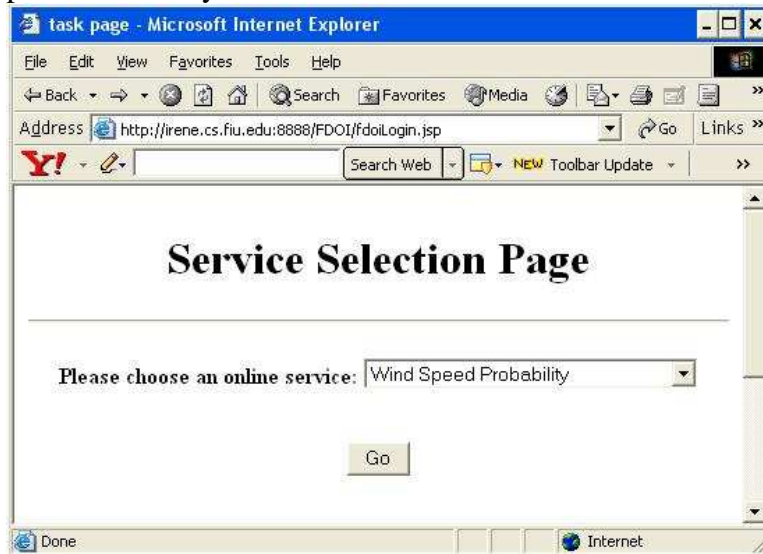 task page - Microsoft Internet Explorer
File Edit View Favorites Tools Help
Back Search Favorites Media »
Address http://irene.cs.fiu.edu:8888/FDOI/fdoiLogin.jsp Go Links »
Y! Search Web NEW Toolbar Update »
Service Selection Page
Please choose an online service: Wind Speed Probability
Go
Done Internet